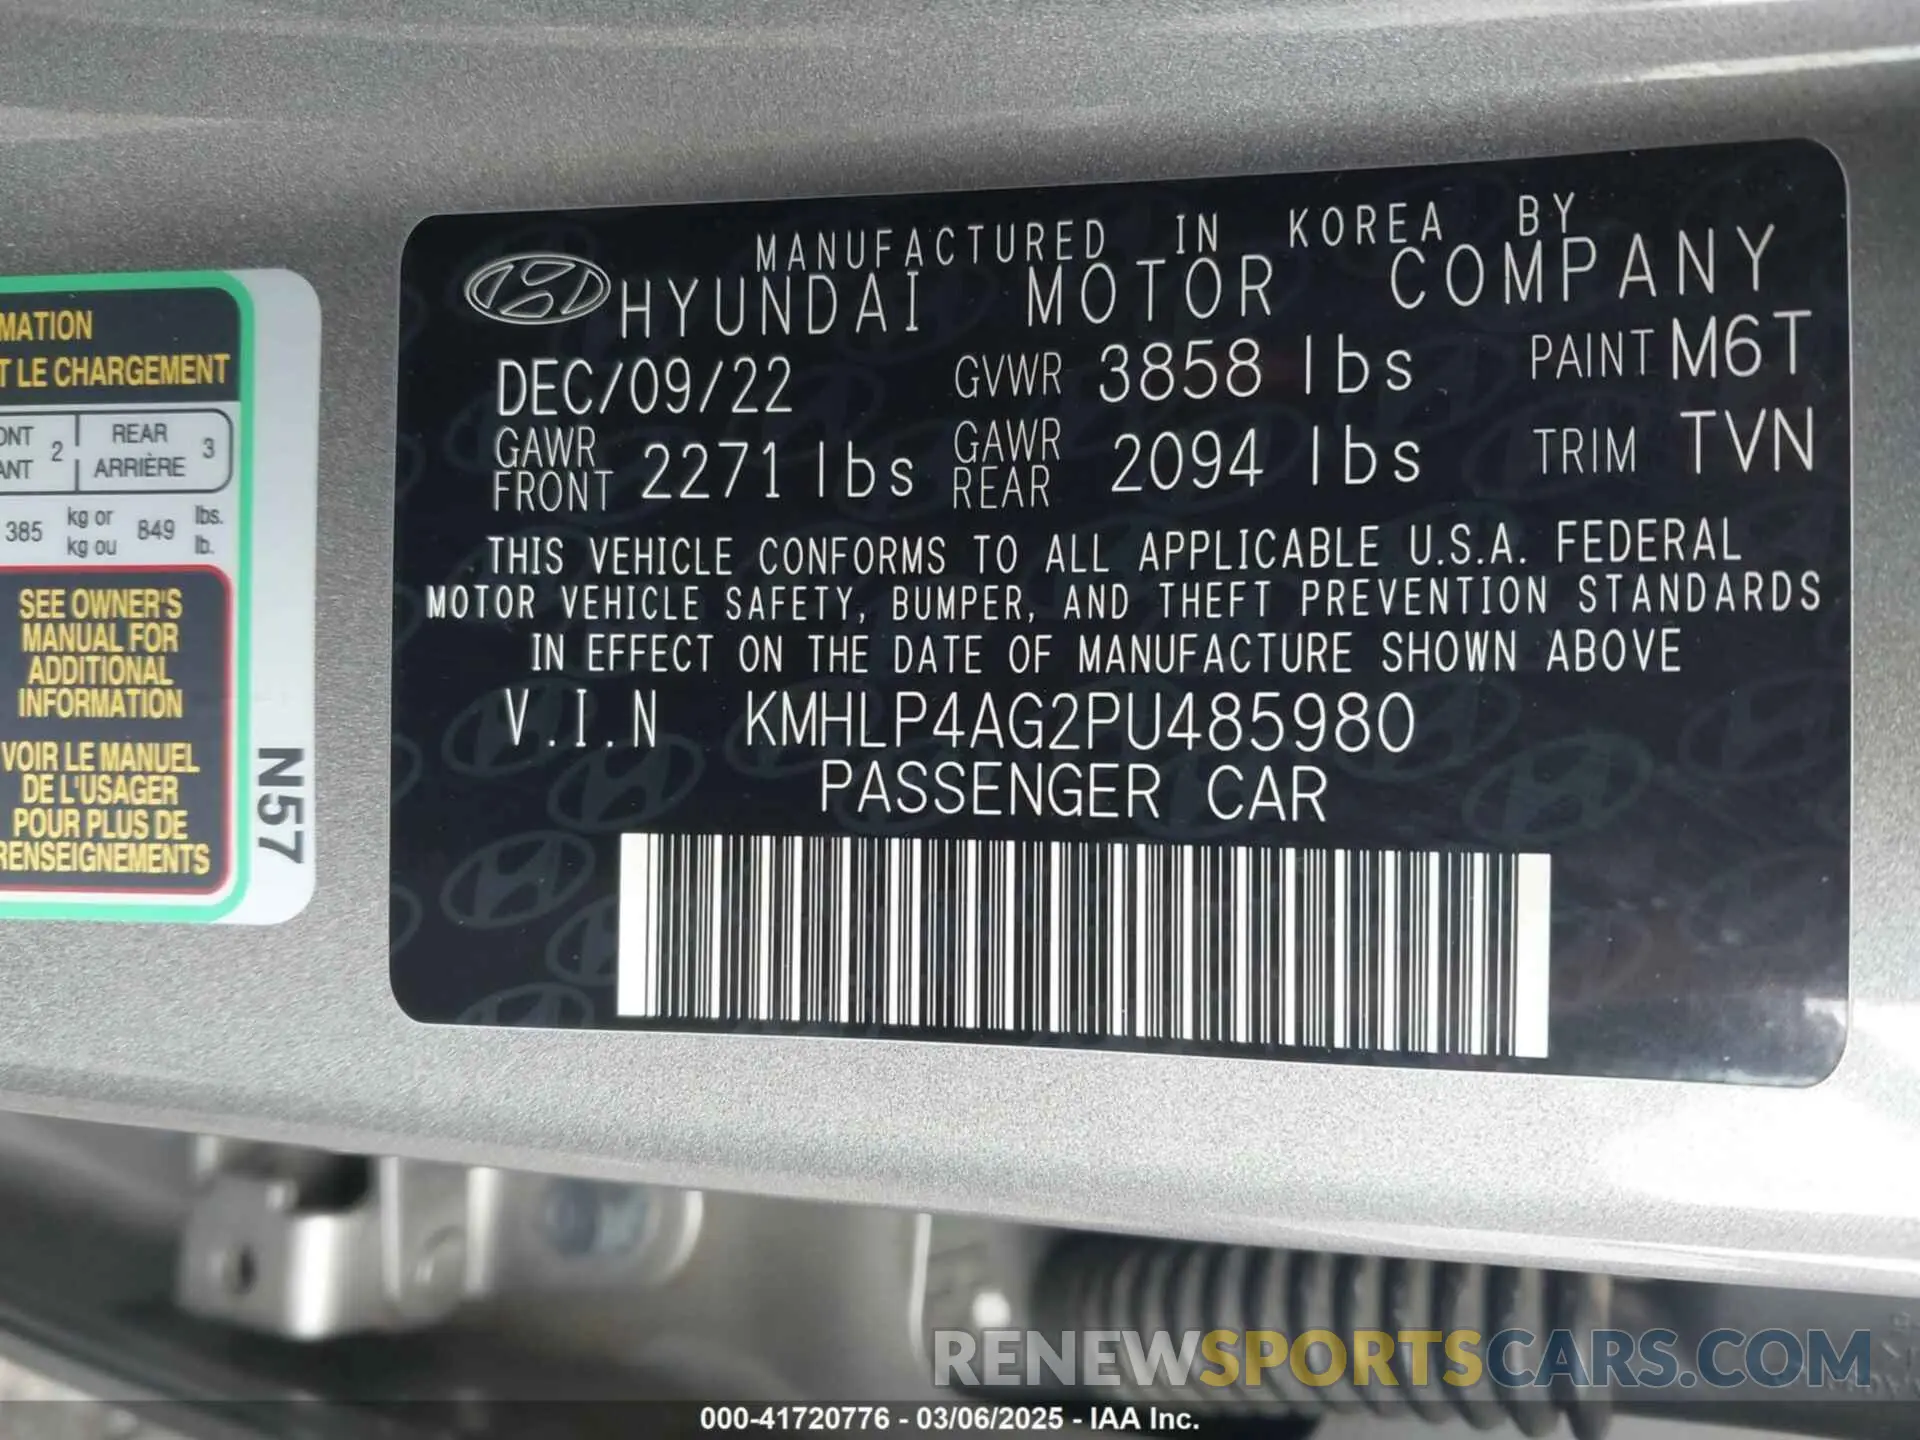 MATION
T LE CHARGEMENT
ONT 2 REAR 3
ANT ARRIÈRE
385 kg or 849 lbs.
kg ou lb.
SEE OWNER'S
MANUAL FOR
ADDITIONAL
INFORMATION
VOIR LE MANUEL
DE L'USAGER
POUR PLUS DE
RENSEIGNEMENTS
N57
MANUFACTURED IN KOREA BY
HYUNDAI MOTOR COMPANY
DEC/09/22 GVWR 3858 lbs PAINT M6T
GAWR FRONT 2271 lbs GAWR REAR 2094 lbs TRIM TVN
THIS VEHICLE CONFORMS TO ALL APPLICABLE U.S.A. FEDERAL
MOTOR VEHICLE SAFETY, BUMPER, AND THEFT PREVENTION STANDARDS
IN EFFECT ON THE DATE OF MANUFACTURE SHOWN ABOVE
V.I.N KMHLP4AG2PU485980
PASSENGER CAR
RENEWSPORTSCARS.COM
000-41720776 - 03/06/2025 - IAA Inc.